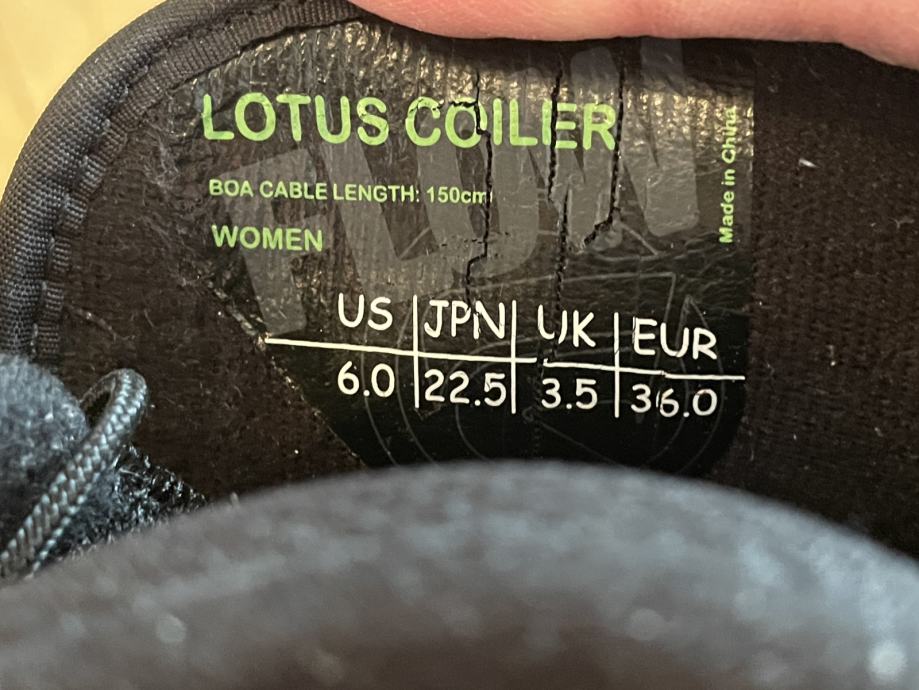 LOTUS COILER
FLOW
BOA CABLE LENGTH: 150cm
WOMEN
Made in China
US JPN UK EUR
6.0 22.5 3.5 36.0